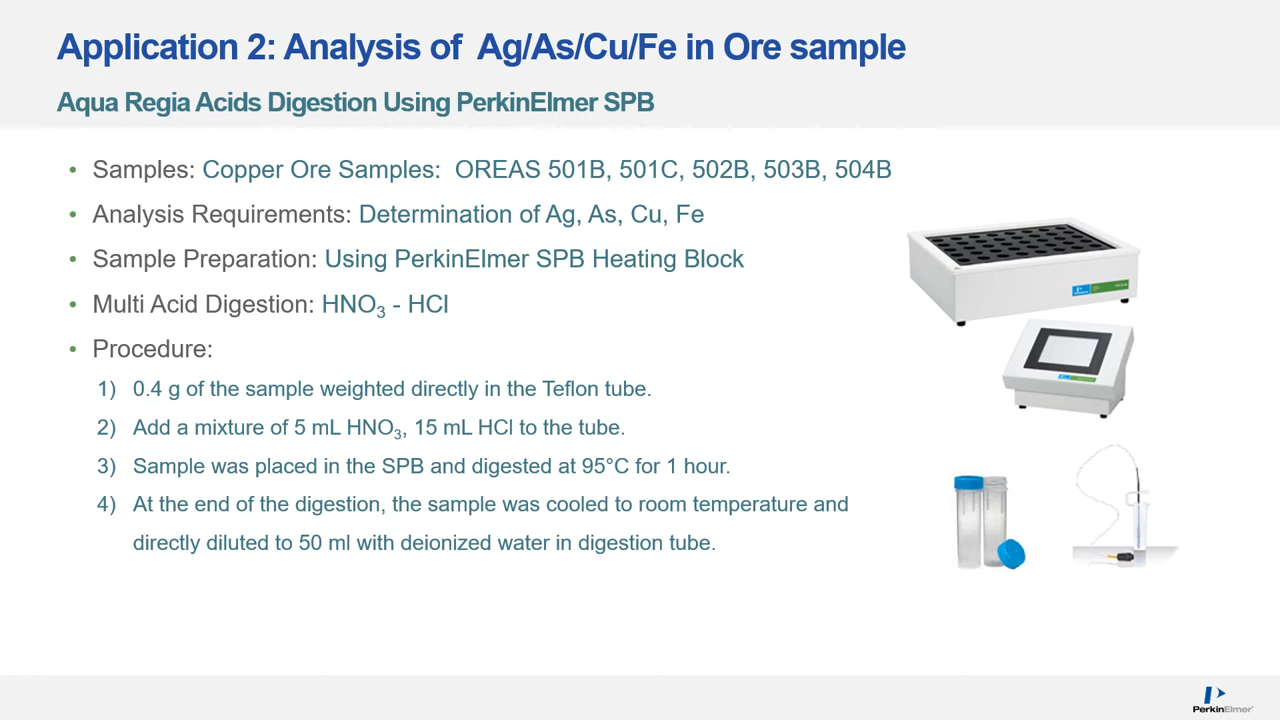 Application 2: Analysis of Ag/As/Cu/Fe in Ore sample
Aqua Regia Acids Digestion Using PerkinElmer SPB
• Samples: Copper Ore Samples: OREAS 501B, 501C, 502B, 503B, 504B
• Analysis Requirements: Determination of Ag, As, Cu, Fe
• Sample Preparation: Using PerkinElmer SPB Heating Block
• Multi Acid Digestion: HNO₃ - HCl
• Procedure:
1) 0.4 g of the sample weighted directly in the Teflon tube.
2) Add a mixture of 5 mL HNO₃, 15 mL HCl to the tube.
3) Sample was placed in the SPB and digested at 95°C for 1 hour.
4) At the end of the digestion, the sample was cooled to room temperature and
directly diluted to 50 ml with deionized water in digestion tube.
PerkinElmer